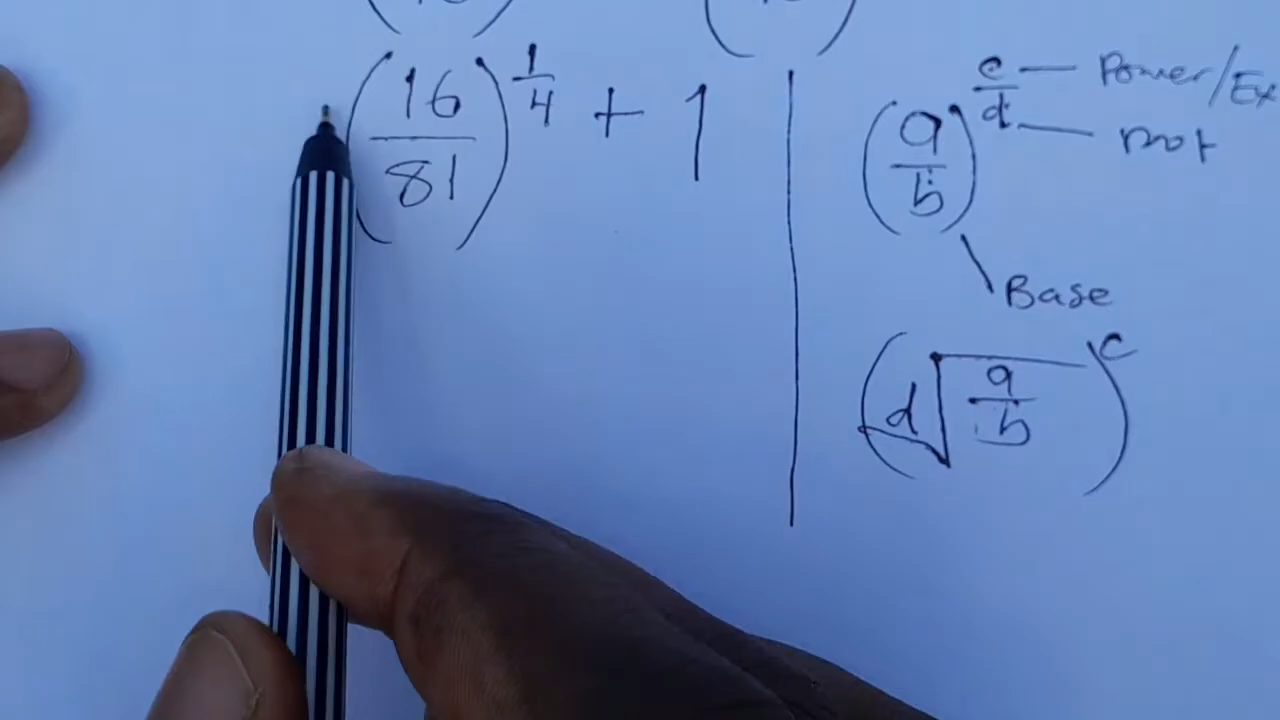 (16/81)^(1/4) + 1
(a/b)^(c/d)
c — Power/Ex
d — root
Base
(d√(a/b))^c